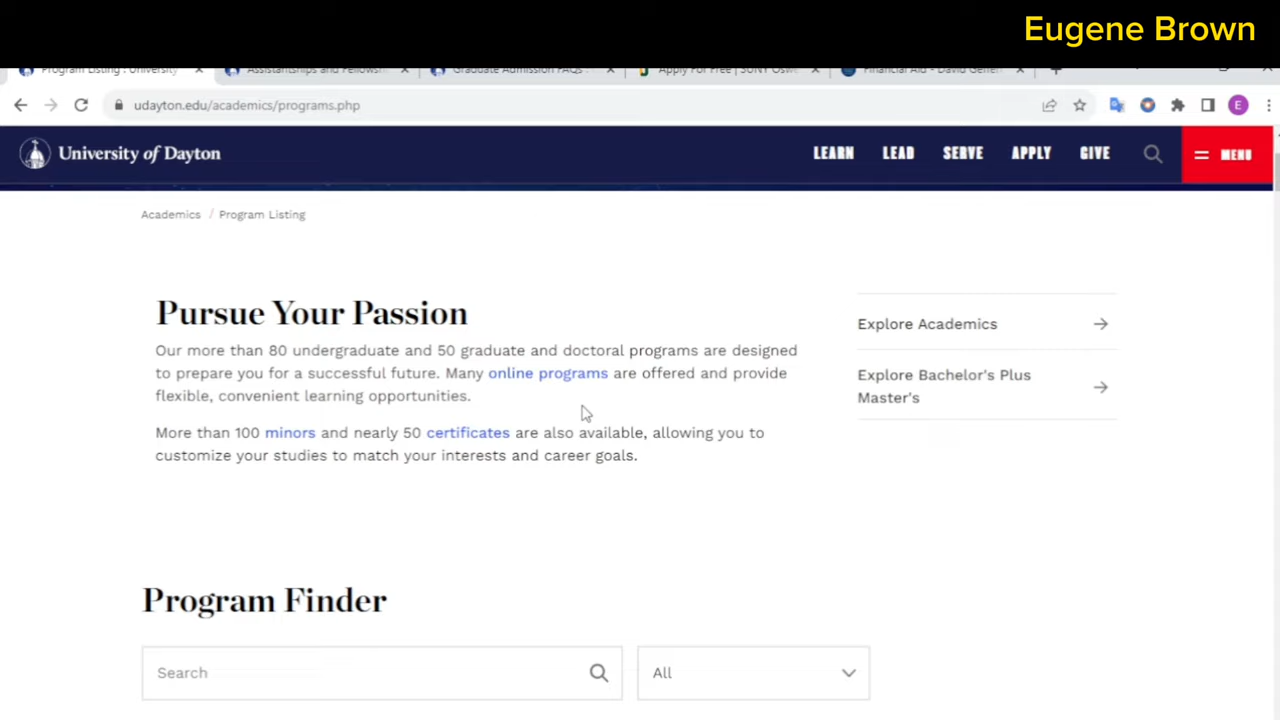 Eugene Brown
Program Listing : University
Assistantships and Fellowsh
Graduate Admission FAQs :
Apply For Free | SUNY Oswe
Financial Aid - David Geffen
udayton.edu/academics/programs.php
E
University of Dayton
LEARN LEAD SERVE APPLY GIVE MENU
Academics / Program Listing
Pursue Your Passion
Our more than 80 undergraduate and 50 graduate and doctoral programs are designed
to prepare you for a successful future. Many online programs are offered and provide
flexible, convenient learning opportunities.
More than 100 minors and nearly 50 certificates are also available, allowing you to
customize your studies to match your interests and career goals.
Explore Academics
Explore Bachelor's Plus
Master's
Program Finder
Search
All